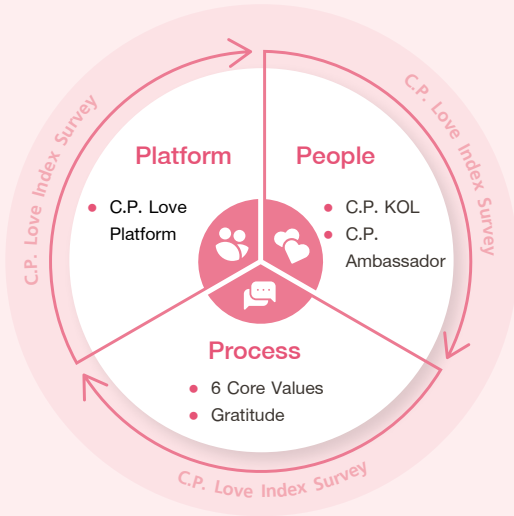 C.P. Love Index Survey
C.P. Love Index Survey
Platform
C.P. Love
Platform
People
C.P. KOL
C.P.
Ambassador
Process
6 Core Values
Gratitude
C.P. Love Index Survey